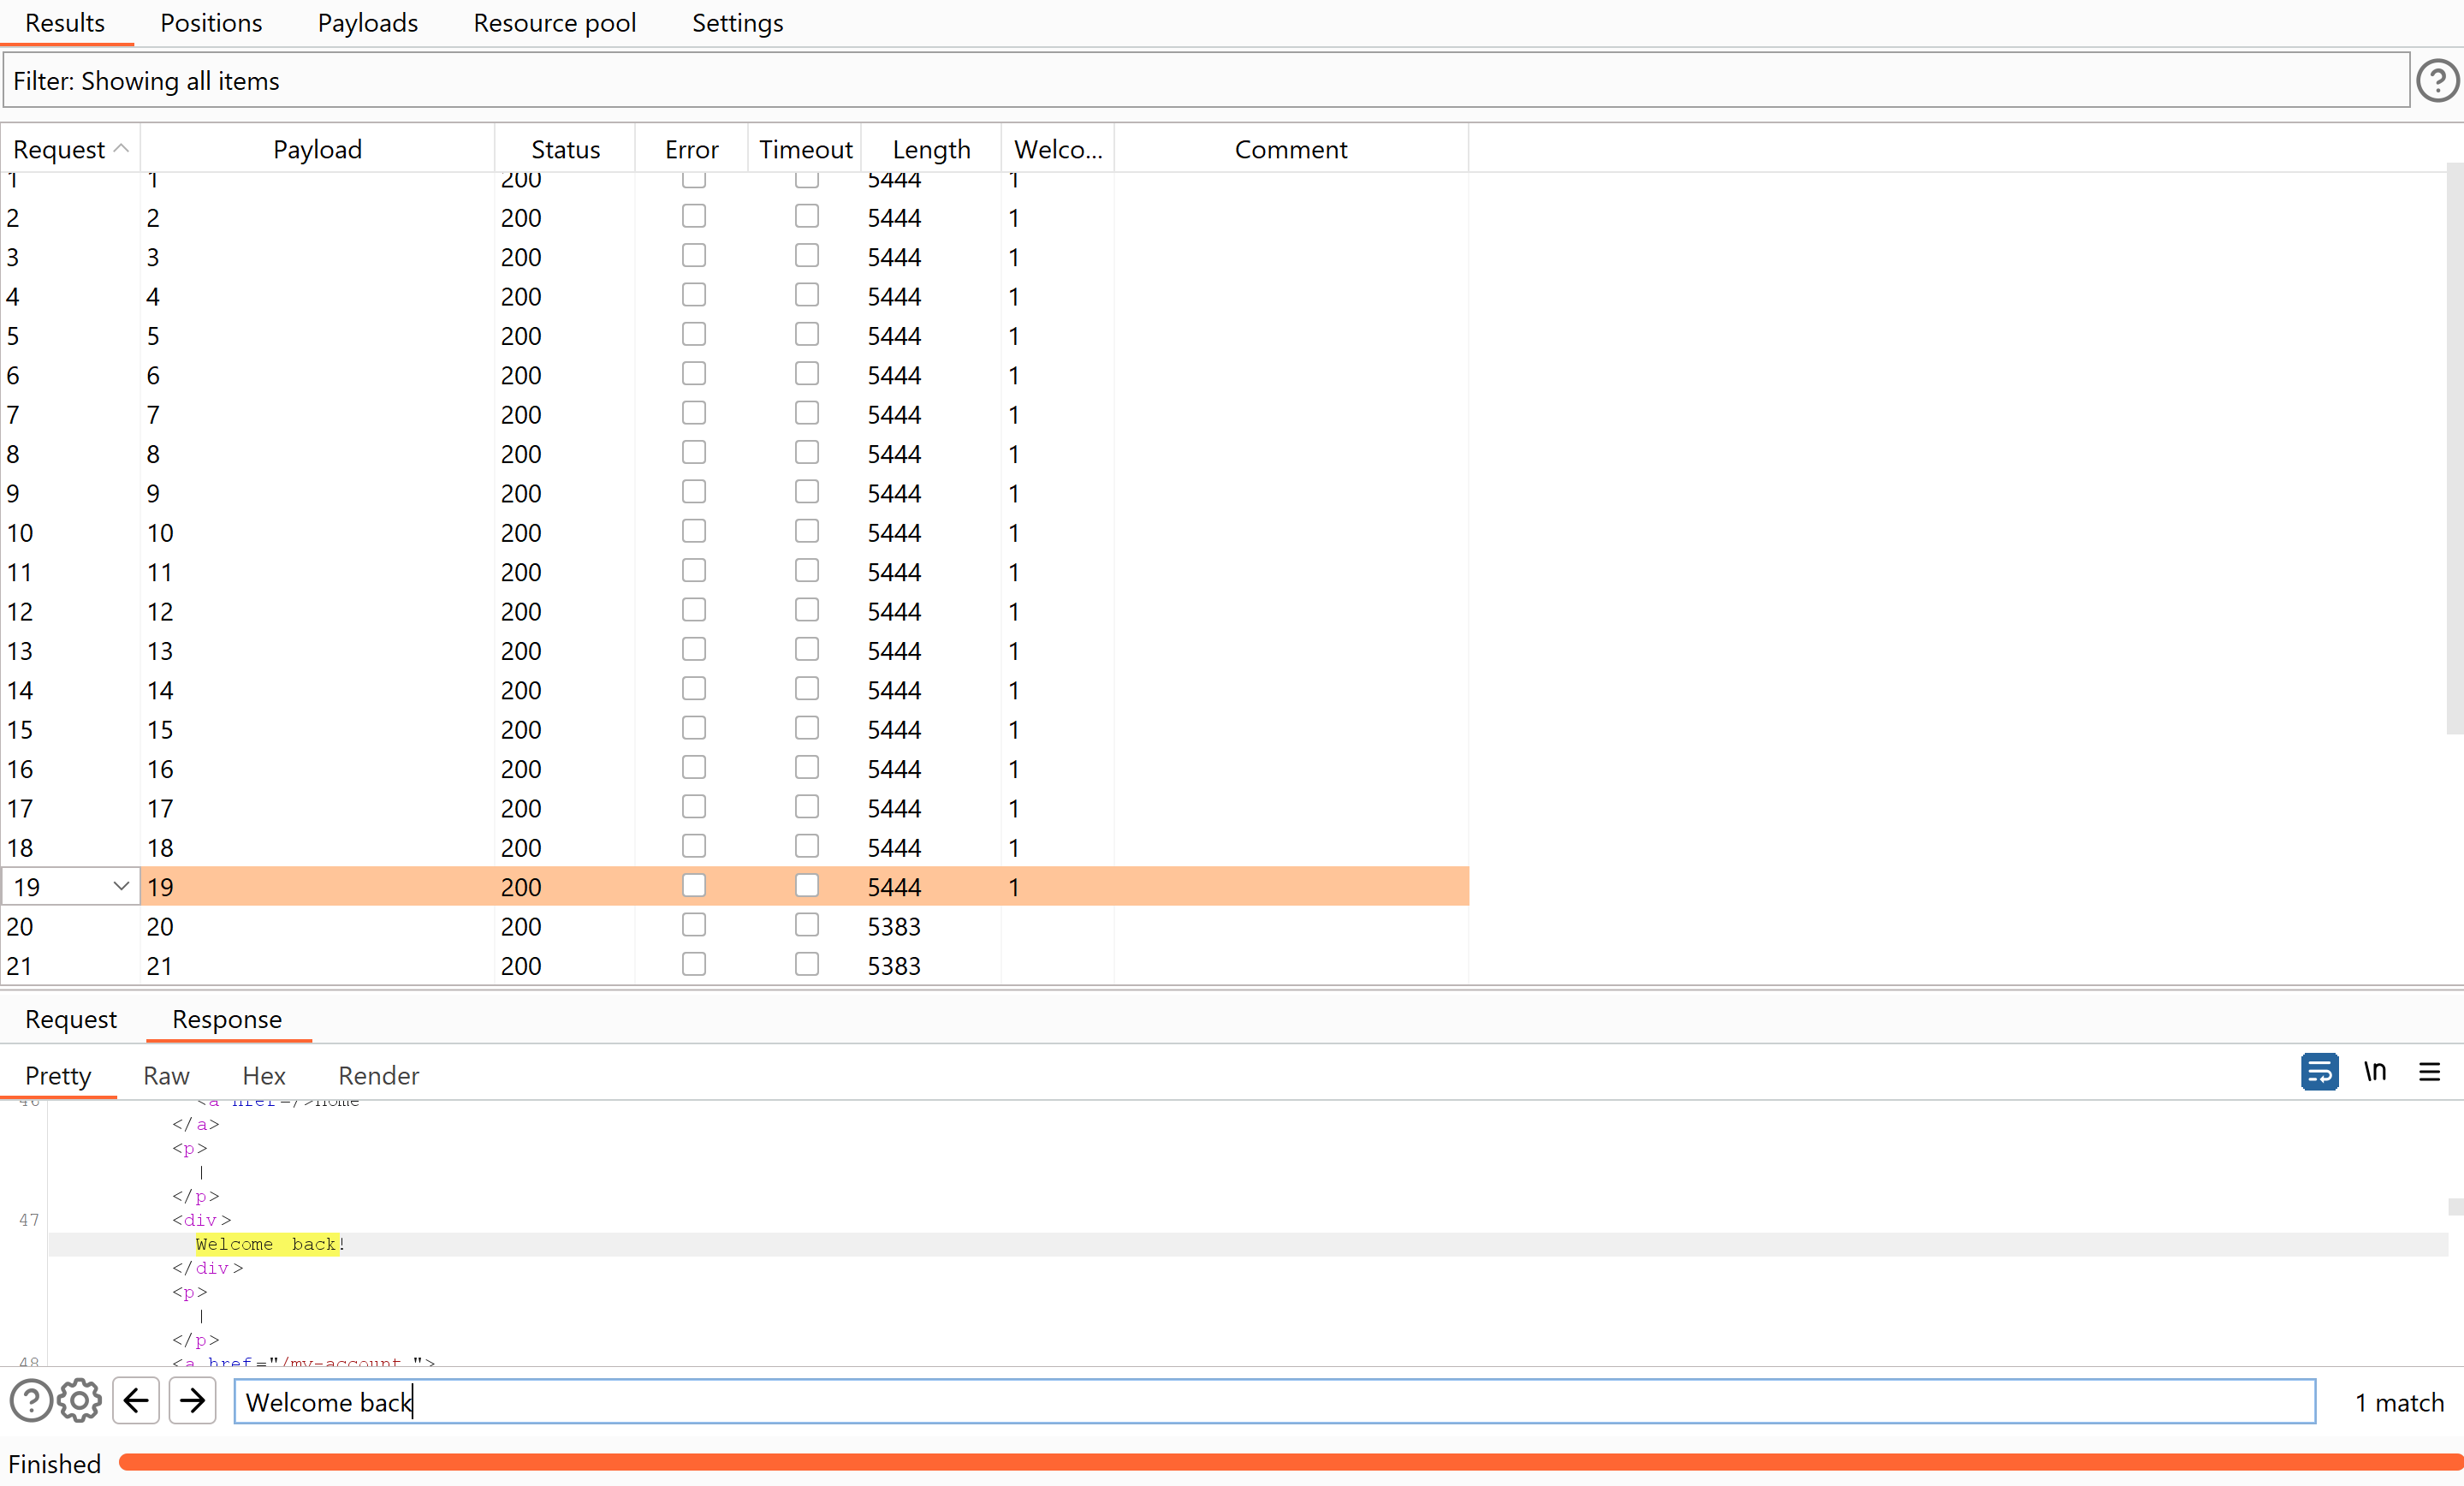 Results Positions Payloads Resource pool Settings
Filter: Showing all items
Request Payload Status Error Timeout Length Welco... Comment
1 1 200 5444 1
2 2 200 5444 1
3 3 200 5444 1
4 4 200 5444 1
5 5 200 5444 1
6 6 200 5444 1
7 7 200 5444 1
8 8 200 5444 1
9 9 200 5444 1
10 10 200 5444 1
11 11 200 5444 1
12 12 200 5444 1
13 13 200 5444 1
14 14 200 5444 1
15 15 200 5444 1
16 16 200 5444 1
17 17 200 5444 1
18 18 200 5444 1
19 19 200 5444 1
20 20 200 5383
21 21 200 5383
Request Response
Pretty Raw Hex Render \n
46 <a href=/>Home
</a>
<p>
|
</p>
47 <div>
Welcome back!
</div>
<p>
|
</p>
48 <a href="/my-account">
Welcome back 1 match
Finished